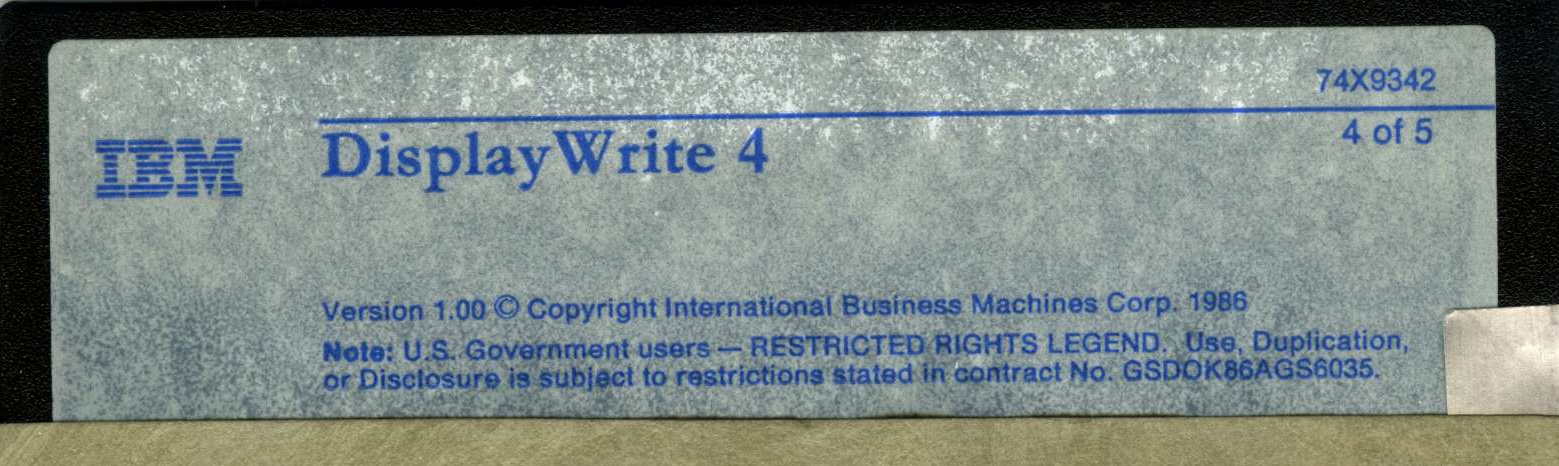 74X9342
4 of 5
IBM
DisplayWrite 4
Version 1.00 © Copyright International Business Machines Corp. 1986
Note: U.S. Government users — RESTRICTED RIGHTS LEGEND. Use, Duplication,
or Disclosure is subject to restrictions stated in contract No. GSDOK86AGS6035.